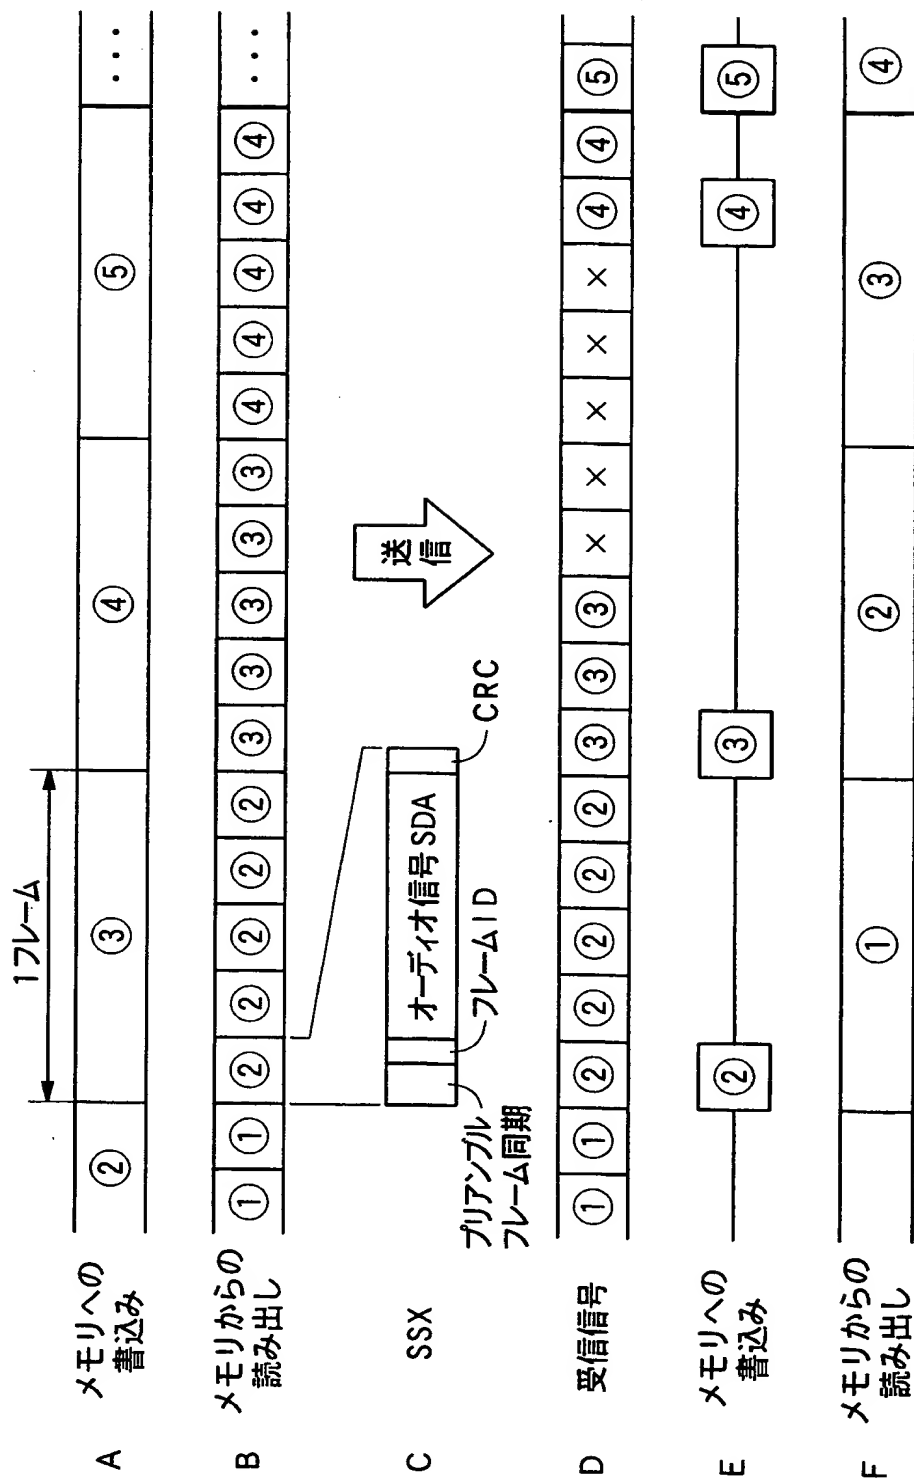 1フレーム
A メモリへの
書込み
② ③ ④ ⑤ ・・・
B メモリからの
読み出し
① ① ② ② ② ② ② ③ ③ ③ ③ ③ ④ ④ ④ ④ ④ ・・・
C SSX
プリアンブル
フレーム同期
フレームID
オーディオ信号SDA
CRC
送信
D 受信信号
① ① ② ② ② ② ② ③ ③ ③ × × × × × ④ ④ ⑤
E メモリへの
書込み
② ③ ④ ⑤
F メモリからの
読み出し
① ② ③ ④